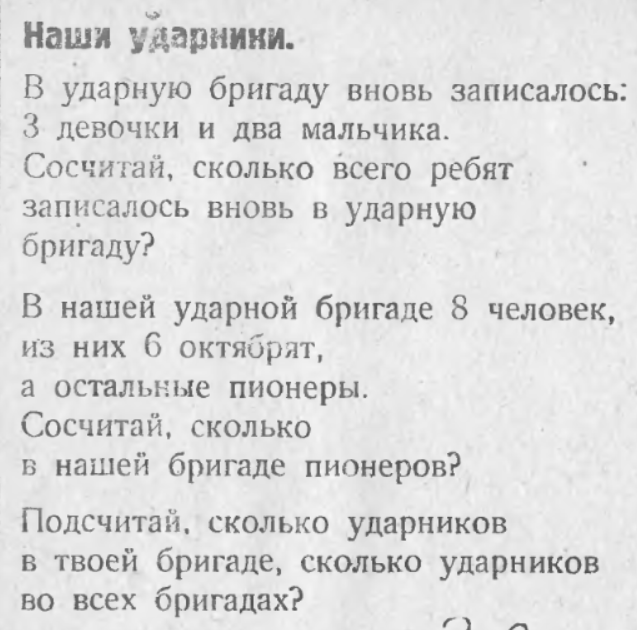 Наши ударники.
В ударную бригаду вновь записалось:
3 девочки и два мальчика.
Сосчитай, сколько всего ребят
записалось вновь в ударную
бригаду?
В нашей ударной бригаде 8 человек,
из них 6 октябрят,
а остальные пионеры.
Сосчитай, сколько
в нашей бригаде пионеров?
Подсчитай, сколько ударников
в твоей бригаде, сколько ударников
во всех бригадах?